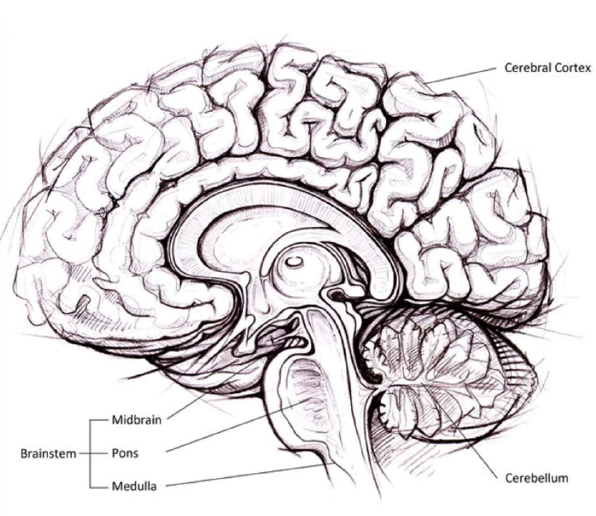 Cerebral Cortex
Midbrain
Brainstem
Pons
Medulla
Cerebellum